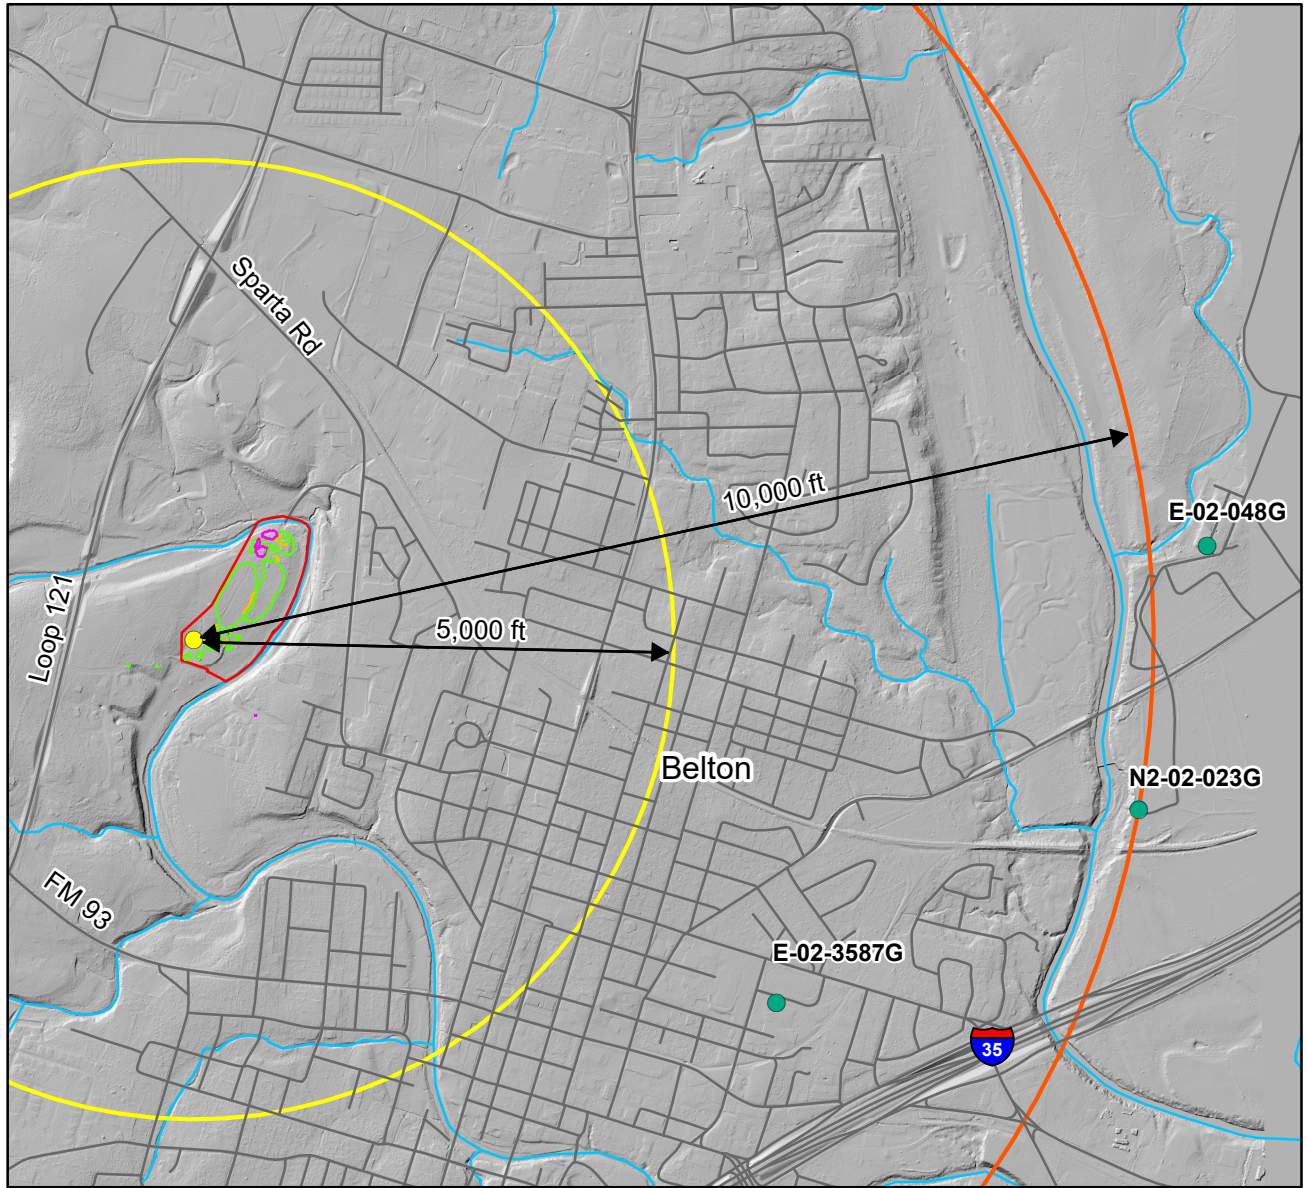 Sparta Rd
10,000 ft
E-02-048G
Loop 121
5,000 ft
Belton
N2-02-023G
FM 93
E-02-3587G
35